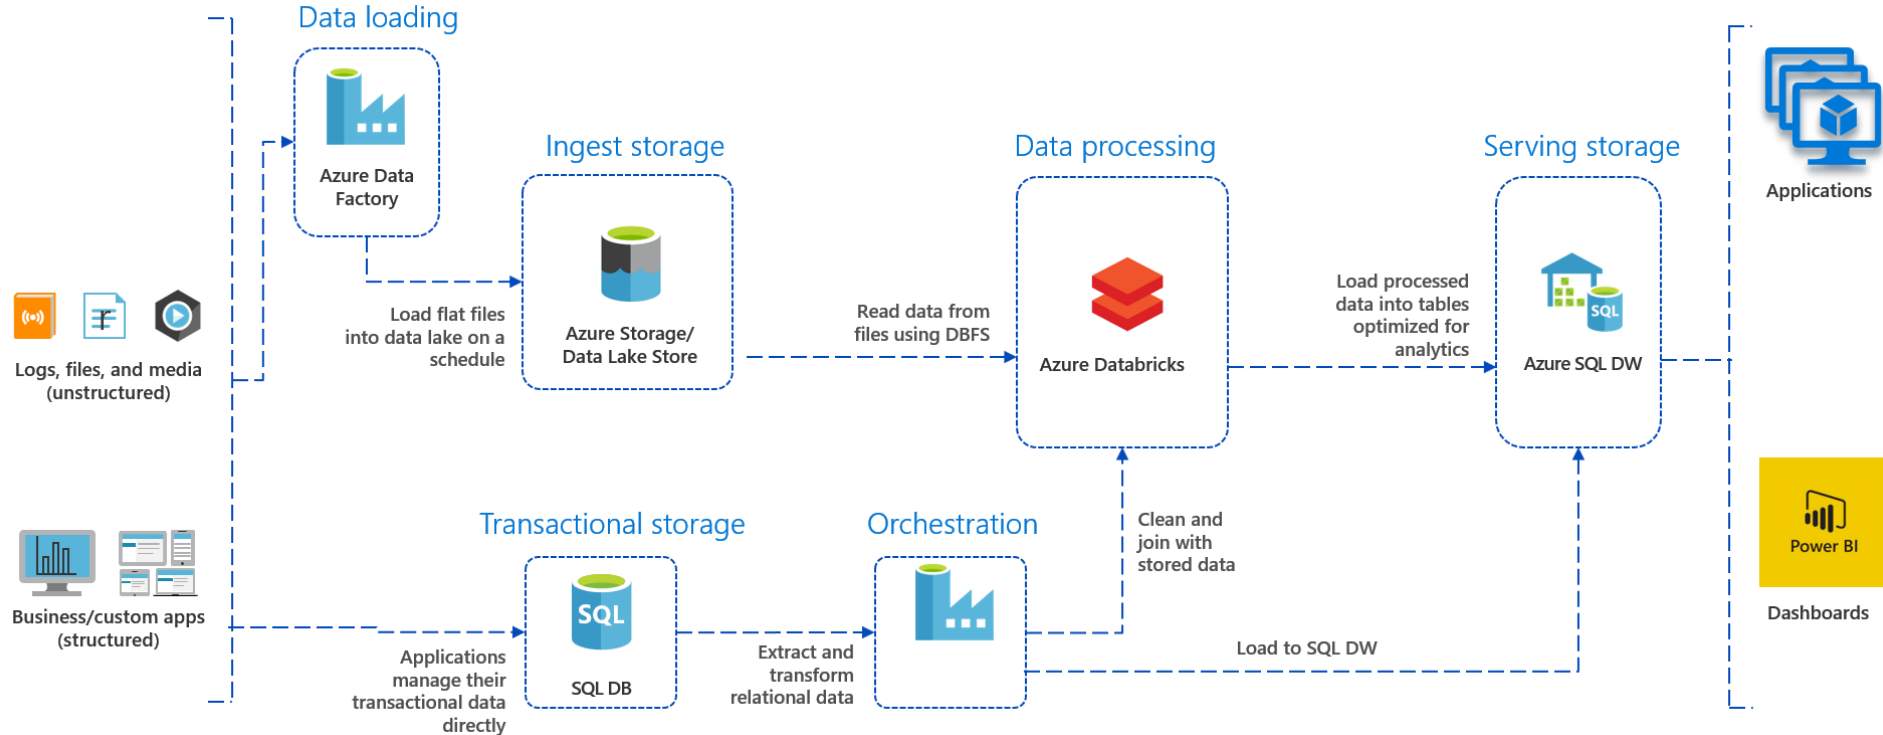 Data loading
Azure Data
Factory
Ingest storage
Azure Storage/
Data Lake Store
Data processing
Azure Databricks
Serving storage
SQL
Azure SQL DW
Applications
Load flat files
into data lake on a
schedule
Read data from
files using DBFS
Load processed
data into tables
optimized for
analytics
r
Logs, files, and media
(unstructured)
Business/custom apps
(structured)
Transactional storage
SQL
SQL DB
Orchestration
Clean and
join with
stored data
Applications
manage their
transactional data
directly
Extract and
transform
relational data
Load to SQL DW
Power BI
Dashboards